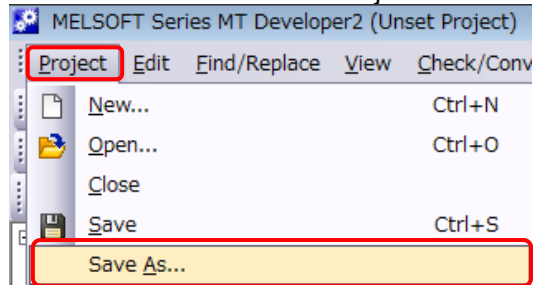 MELSOFT Series MT Developer2 (Unset Project)
Project Edit Find/Replace View Check/Conv
New... Ctrl+N
Open... Ctrl+O
Close
Save Ctrl+S
Save As...